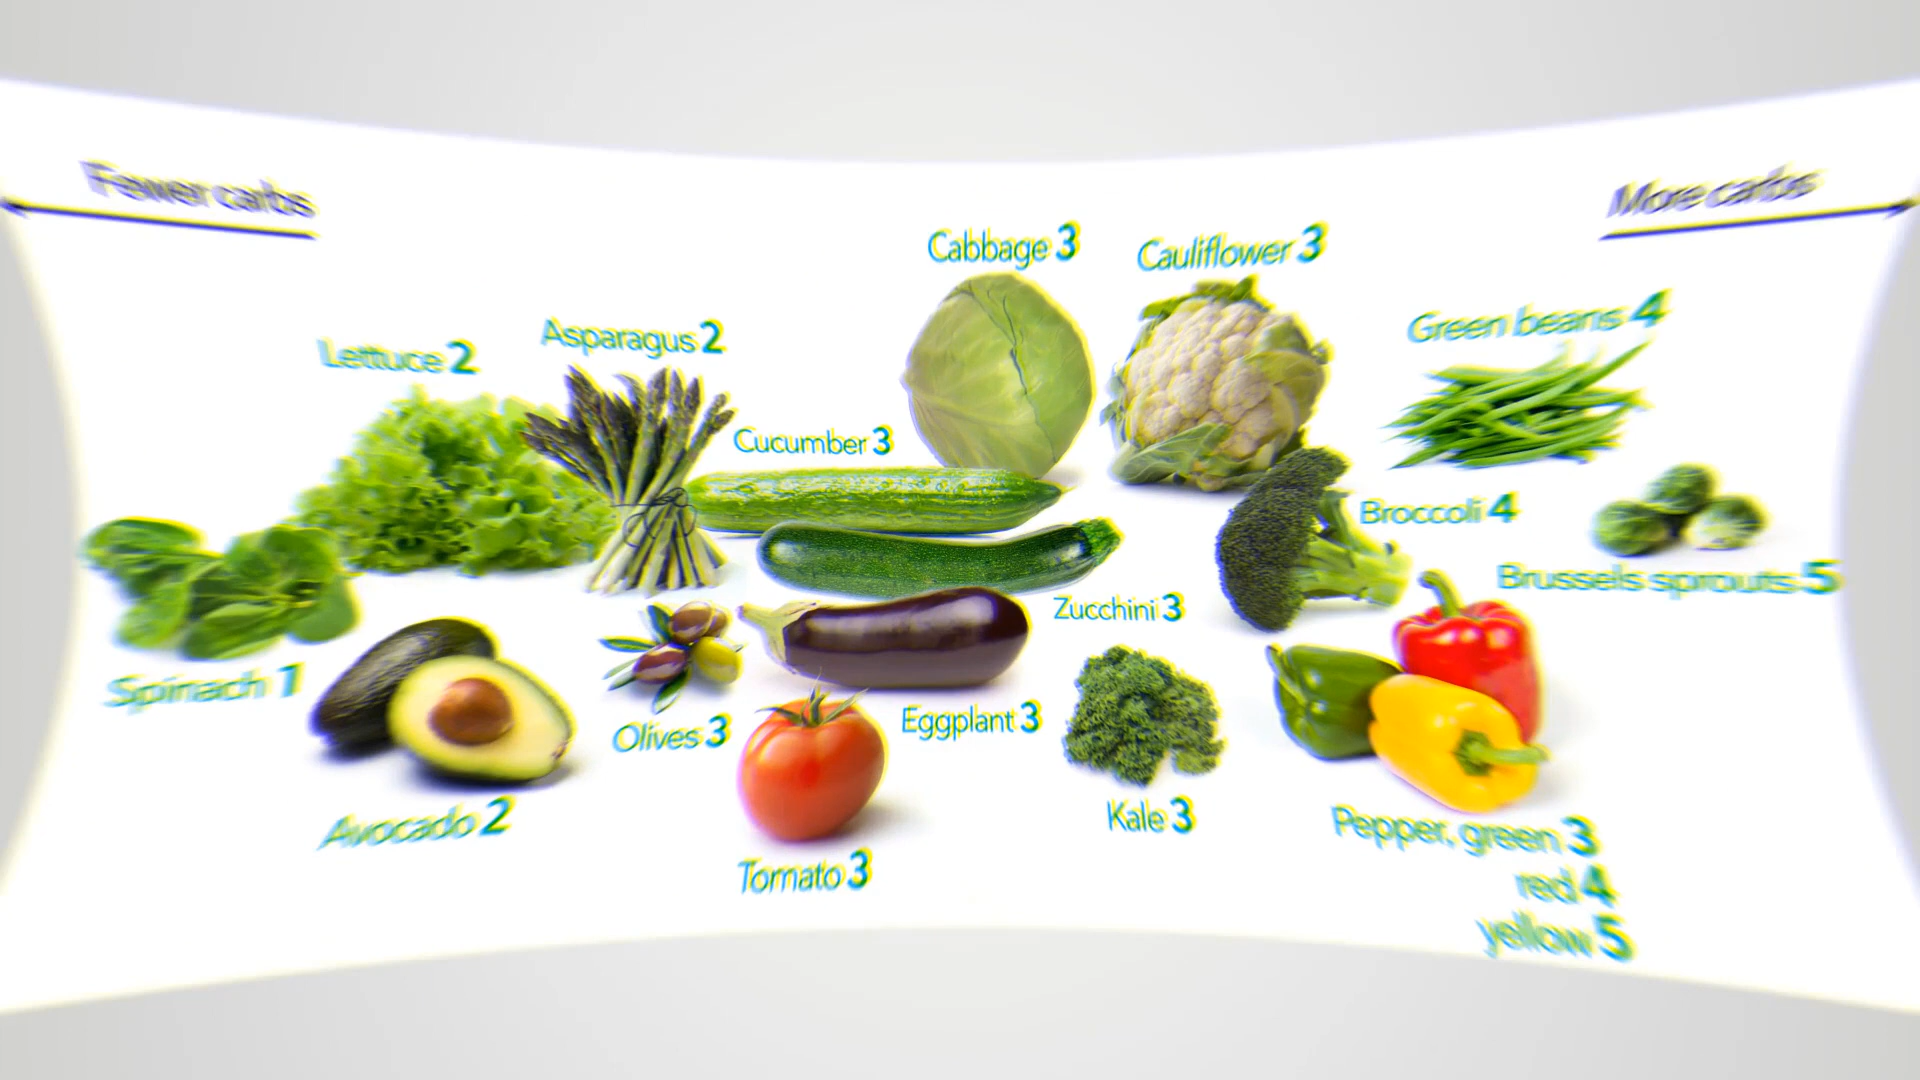 Fewer carbs
More carbs
Cabbage 3
Cauliflower 3
Green beans 4
Asparagus 2
Lettuce 2
Cucumber 3
Broccoli 4
Brussels sprouts 5
Zucchini 3
Spinach 1
Olives 3
Eggplant 3
Avocado 2
Kale 3
Pepper, green 3
red 4
yellow 5
Tomato 3